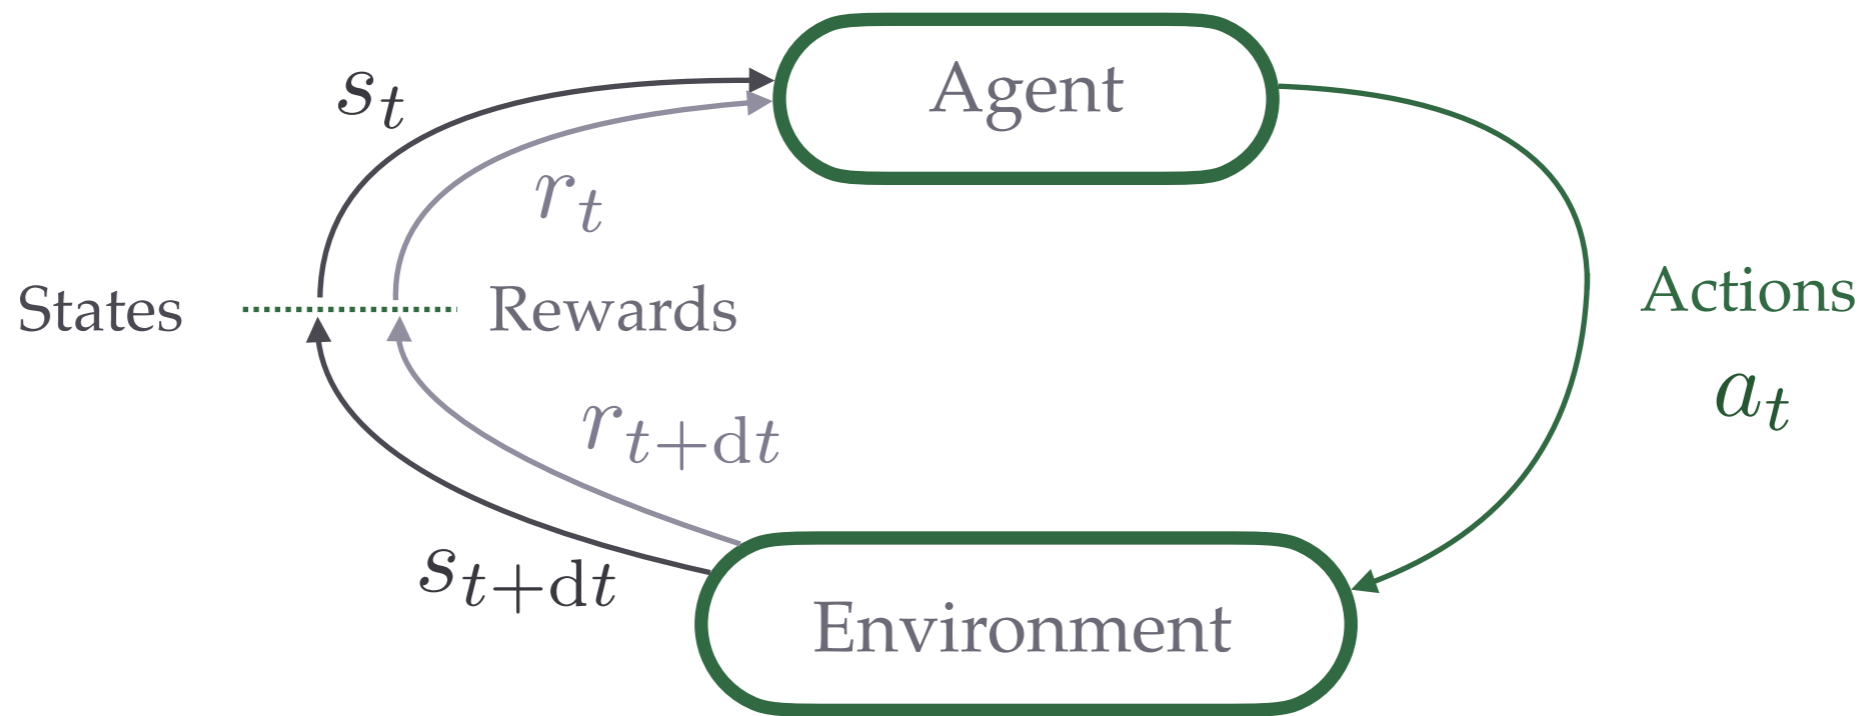 Agent
s_t
r_t
States
Rewards
Actions
a_t
r_{t+dt}
s_{t+dt}
Environment